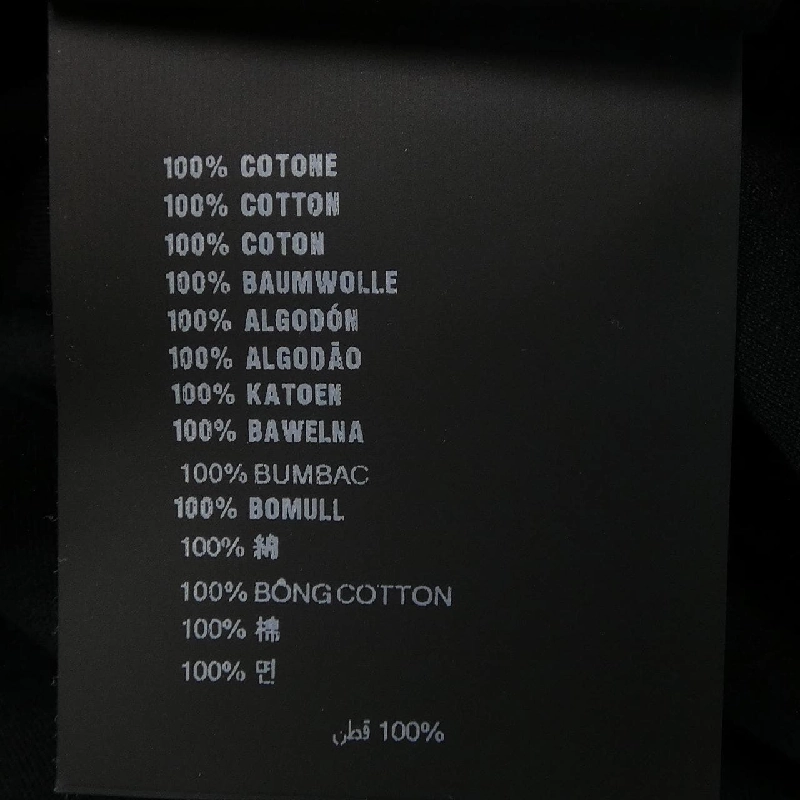 100% COTONE
100% COTTON
100% COTON
100% BAUMWOLLE
100% ALGODÓN
100% ALGODÃO
100% KATOEN
100% BAWELNA
100% BUMBAC
100% BOMULL
100% 綿
100% BÔNG COTTON
100% 棉
100% 면
100% قطن